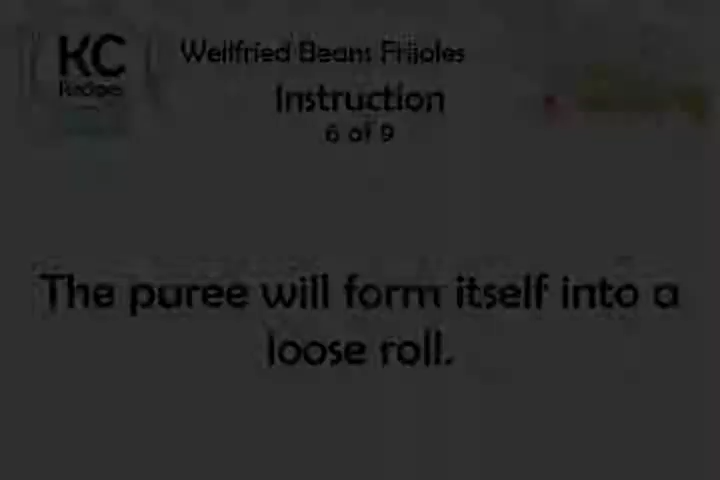 KC
Recipes
Wellfried Beans Frijoles
Instruction
6 of 9
The puree will form itself into a
loose roll.